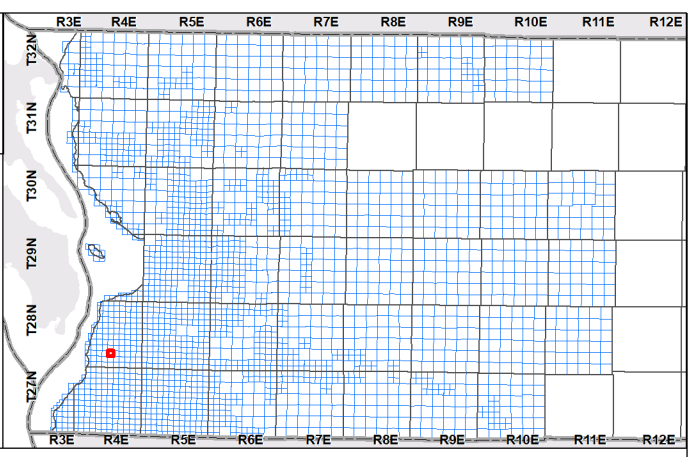 R3E R4E R5E R6E R7E R8E R9E R10E R11E R12E
T32N
T31N
T30N
T29N
T28N
T27N
R3E R4E R5E R6E R7E R8E R9E R10E R11E R12E